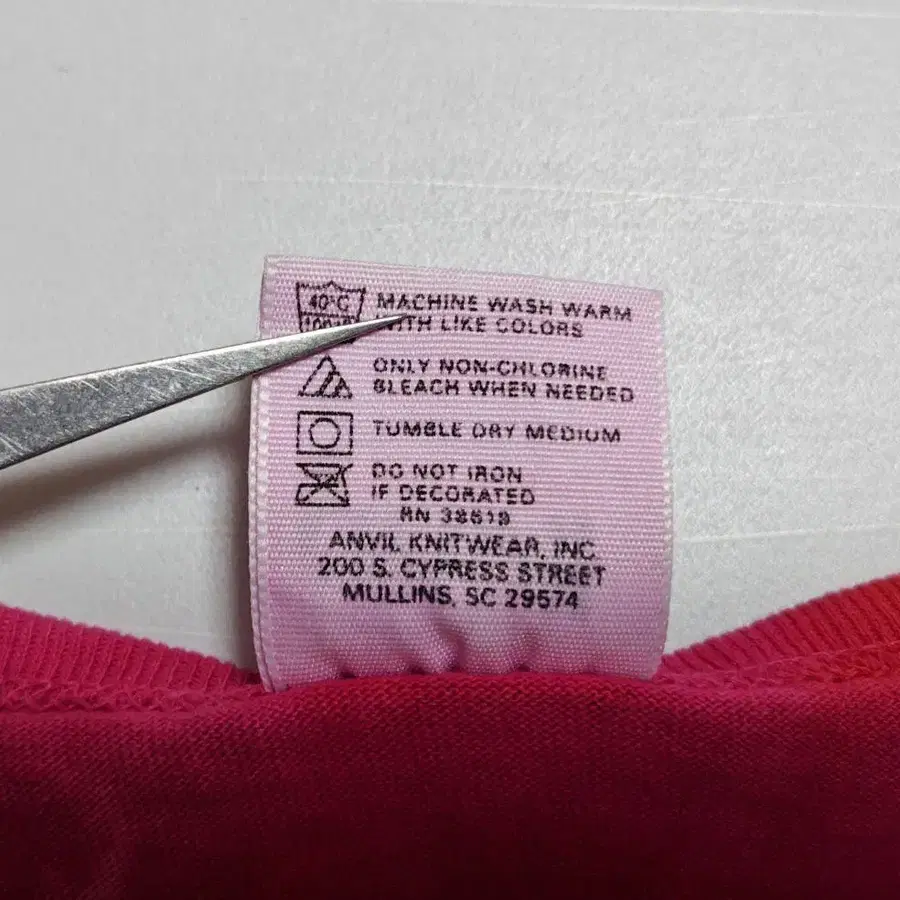 40°C MACHINE WASH WARM
WITH LIKE COLORS
ONLY NON-CHLORINE
BLEACH WHEN NEEDED
TUMBLE DRY MEDIUM
DO NOT IRON
IF DECORATED
RN
ANVIL KNITWEAR, INC.
200 S. CYPRESS STREET
MULLINS, SC 29574